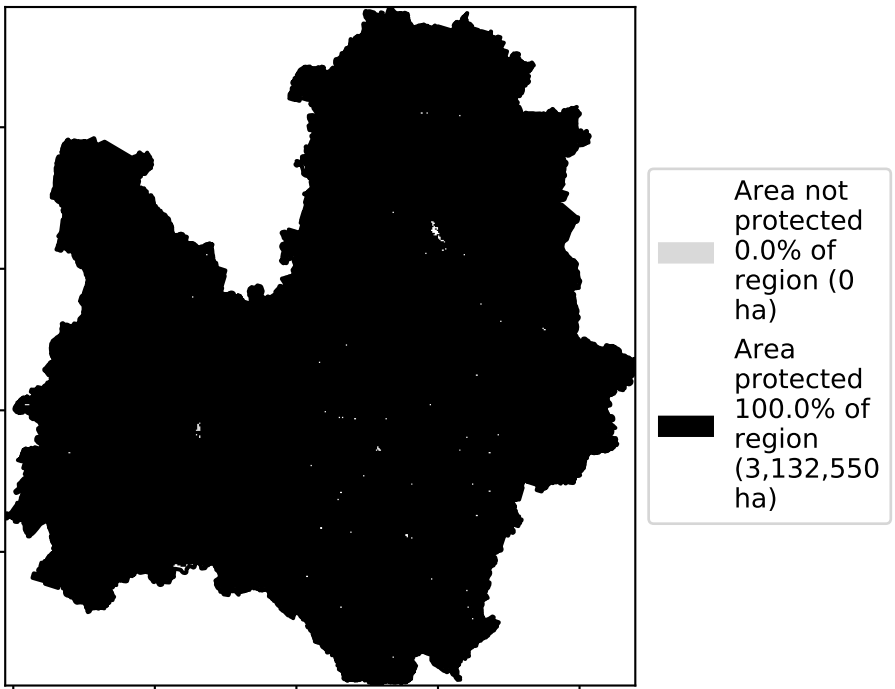 Area not
protected
0.0% of
region (0
ha)
Area
protected
100.0% of
region
(3,132,550
ha)